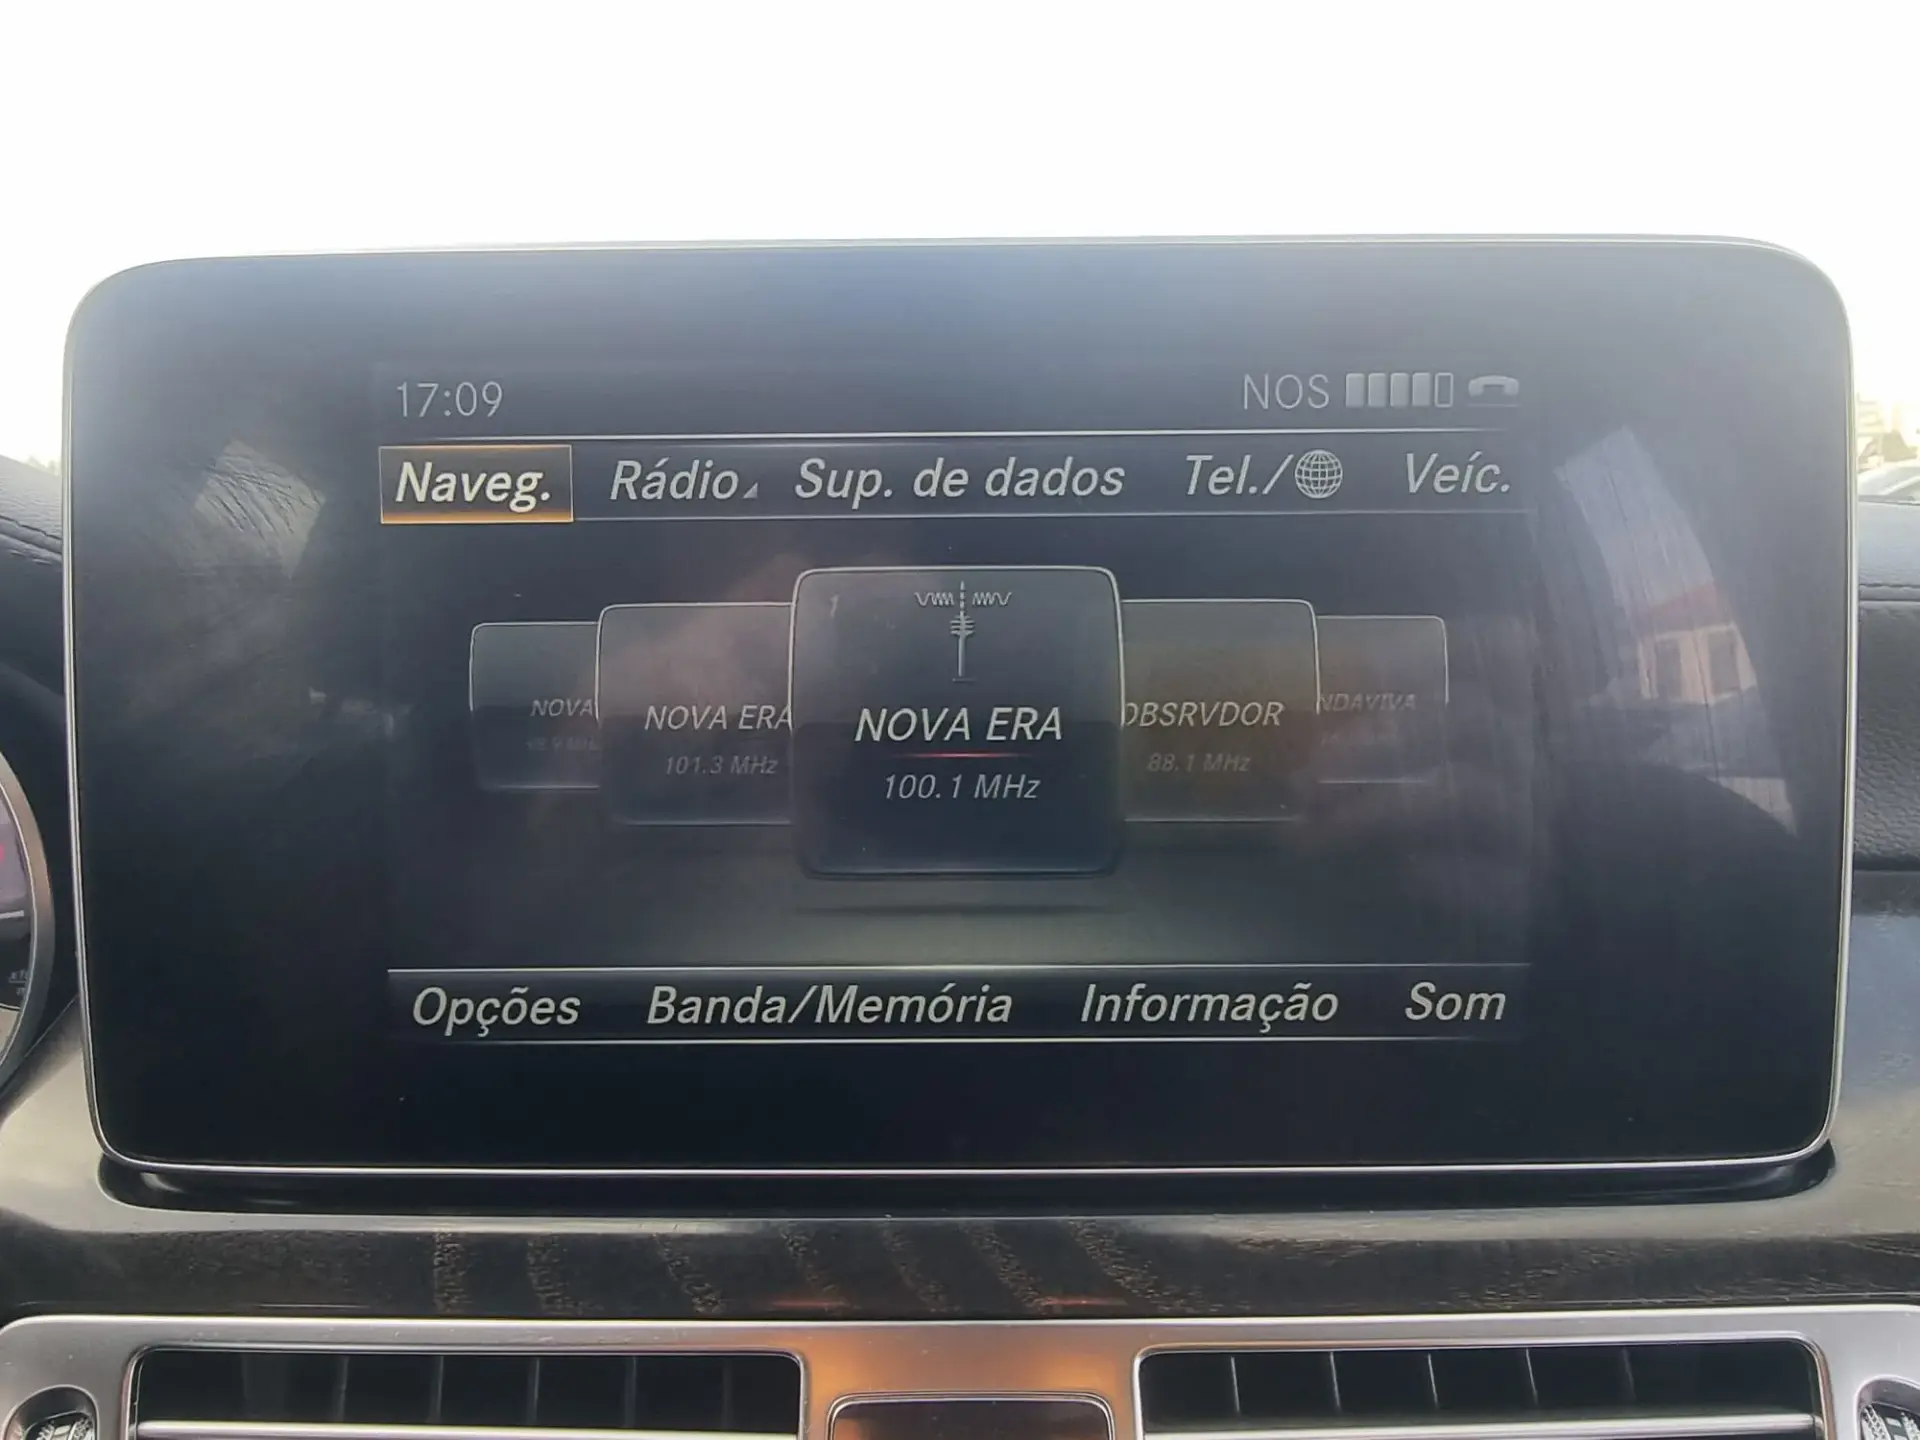 17:09 NOS
Naveg. Rádio Sup. de dados Tel./ Veíc.
NOVA NOVA ERA NOVA ERA OBSRVDOR NDAVIVA
101.3 MHz 100.1 MHz 88.1 MHz
Opções Banda/Memória Informação Som